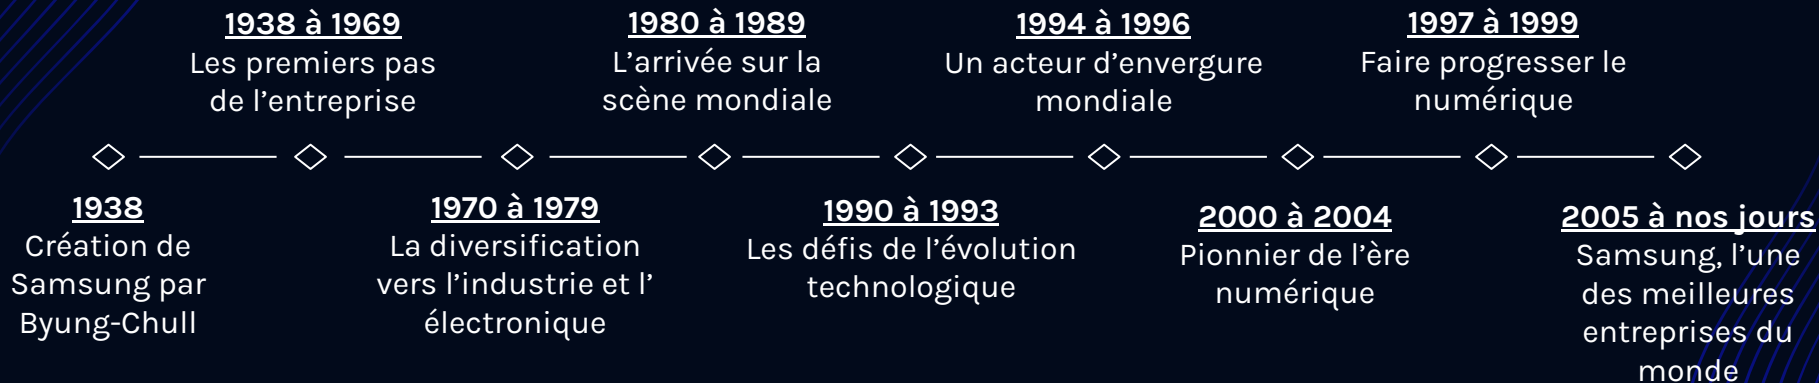 1938 à 1969
Les premiers pas
de l’entreprise
1980 à 1989
L’arrivée sur la
scène mondiale
1994 à 1996
Un acteur d’envergure
mondiale
1997 à 1999
Faire progresser le
numérique
1938
Création de
Samsung par
Byung-Chull
1970 à 1979
La diversification
vers l’industrie et l’
électronique
1990 à 1993
Les défis de l’évolution
technologique
2000 à 2004
Pionnier de l’ère
numérique
2005 à nos jours
Samsung, l’une
des meilleures
entreprises du
monde